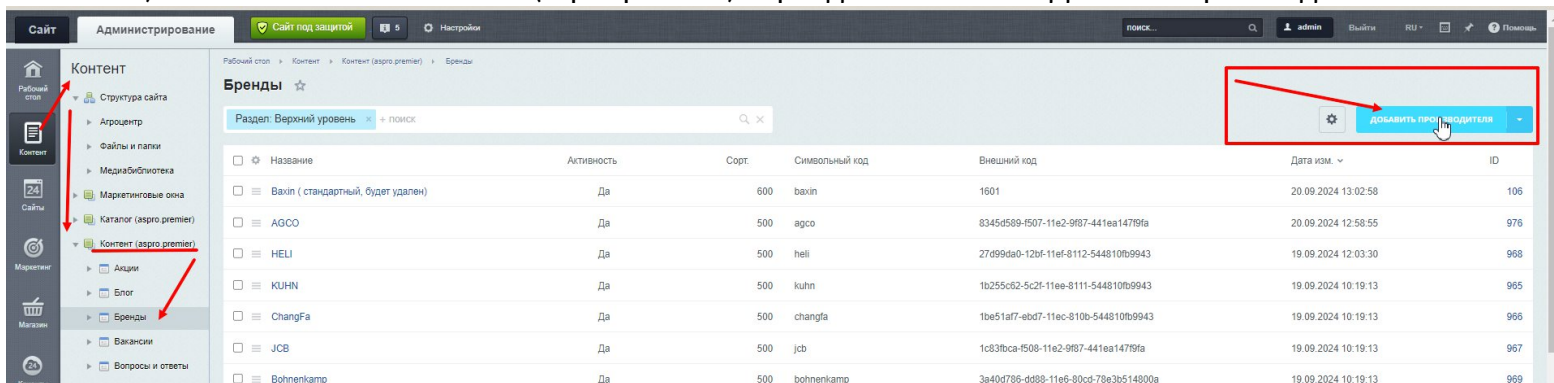 Сайт
Администрирование
Сайт под защитой
5
Настройки
поиск...
admin
Выйти
RU
Помощь
Рабочий стол
Контент
24
Сайты
Маркетинг
Магазин
24
Контент
Структура сайта
Агроцентр
Файлы и папки
Медиабиблиотека
Маркетинговые окна
Каталог (aspro.premier)
Контент (aspro.premier)
Акции
Блог
Бренды
Вакансии
Вопросы и ответы
Рабочий стол Контент Контент (aspro.premier) Бренды
Бренды
Раздел: Верхний уровень × + поиск
ДОБАВИТЬ ПРОИЗВОДИТЕЛЯ
Название Активность Сорт. Символьный код Внешний код Дата изм. ID
Baxin ( стандартный, будет удален) Да 600 baxin 1601 20.09.2024 13:02:58 106
AGCO Да 500 agco 8345d589-f507-11e2-9f87-441ea147f9fa 20.09.2024 12:58:55 976
HELI Да 500 heli 27d99da0-12bf-11ef-8112-544810fb9943 19.09.2024 12:03:30 968
KUHN Да 500 kuhn 1b255c62-5c2f-11ee-8111-544810fb9943 19.09.2024 10:19:13 965
ChangFa Да 500 changfa 1be51af7-ebd7-11ec-810b-544810fb9943 19.09.2024 10:19:13 966
JCB Да 500 jcb 1c83fbca-f508-11e2-9f87-441ea147f9fa 19.09.2024 10:19:13 967
Bohnenkamp Да 500 bohnenkamp 3a40d786-dd88-11e6-80cd-78e3b514800a 19.09.2024 10:19:13 969